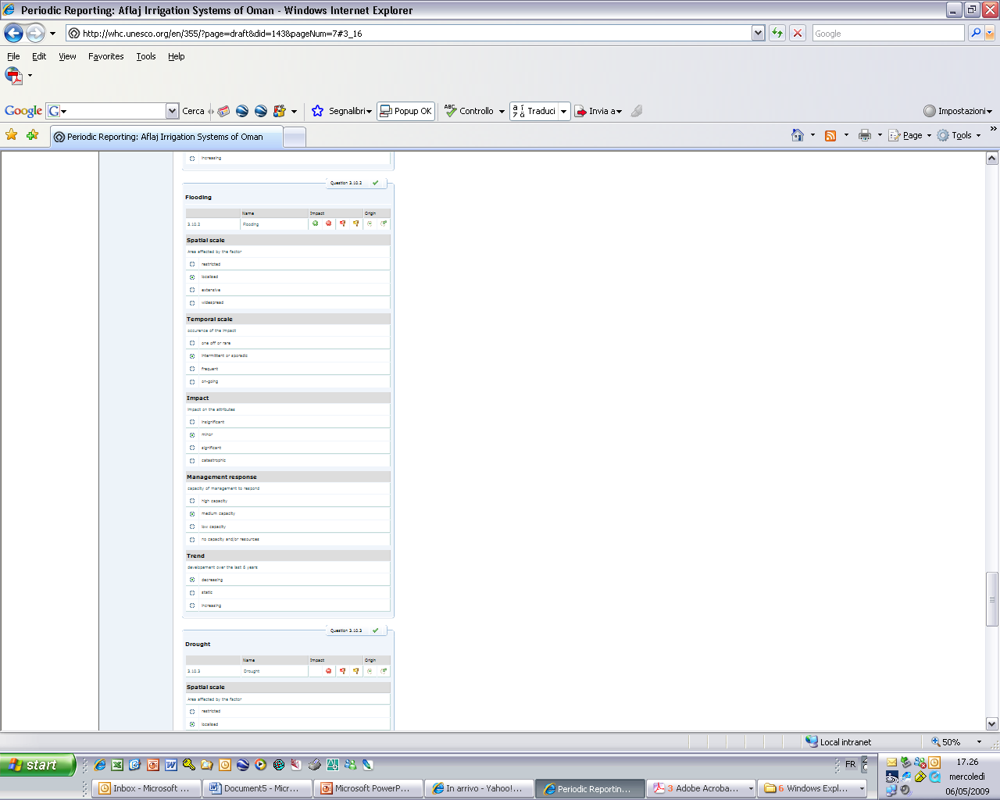 Periodic Reporting: Aflaj Irrigation Systems of Oman - Windows Internet Explorer
http://whc.unesco.org/en/355/?page=draft&did=143&pageNum=7#3_16
Google
File Edit View Favorites Tools Help
Google
G
Cerca
Segnalibri
Popup OK
ABC
Controllo
Traduci
Invia a
Impostazioni
Periodic Reporting: Aflaj Irrigation Systems of Oman
Page
Tools
increasing
Question 3.10.2
Flooding
Name Impact Origin
3.10.2 Flooding
Spatial scale
Area affected by the factor
restricted
localised
extensive
widespread
Temporal scale
occurence of the impact
one off or rare
intermittent or sporadic
frequent
on-going
Impact
impact on the attributes
insignificant
minor
significant
catastrophic
Management response
capacity of management to respond
high capacity
medium capacity
low capacity
no capacity and/or resources
Trend
developement over the last 6 years
decreasing
static
increasing
Question 3.10.3
Drought
Name Impact Origin
3.10.3 Drought
Spatial scale
Area affected by the factor
restricted
localised
Local intranet
50%
start
FR
17.26
mercoledì
06/05/2009
Inbox - Microsoft ...
Document5 - Micr...
Microsoft PowerP...
In arrivo - Yahoo!...
Periodic Reportin...
3 Adobe Acroba...
6 Windows Expl...